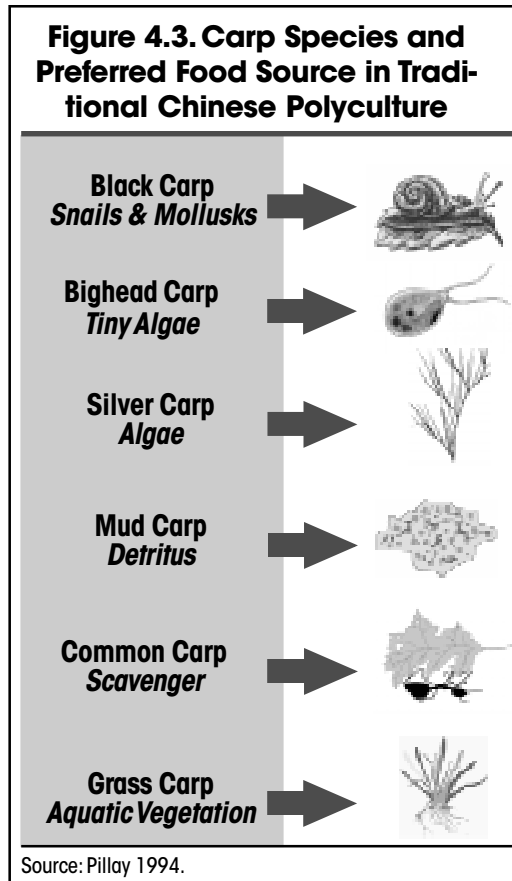 Figure 4.3. Carp Species and
Preferred Food Source in Tradi-
tional Chinese Polyculture
Black Carp
Snails & Mollusks
Bighead Carp
Tiny Algae
Silver Carp
Algae
Mud Carp
Detritus
Common Carp
Scavenger
Grass Carp
Aquatic Vegetation
Source: Pillay 1994.